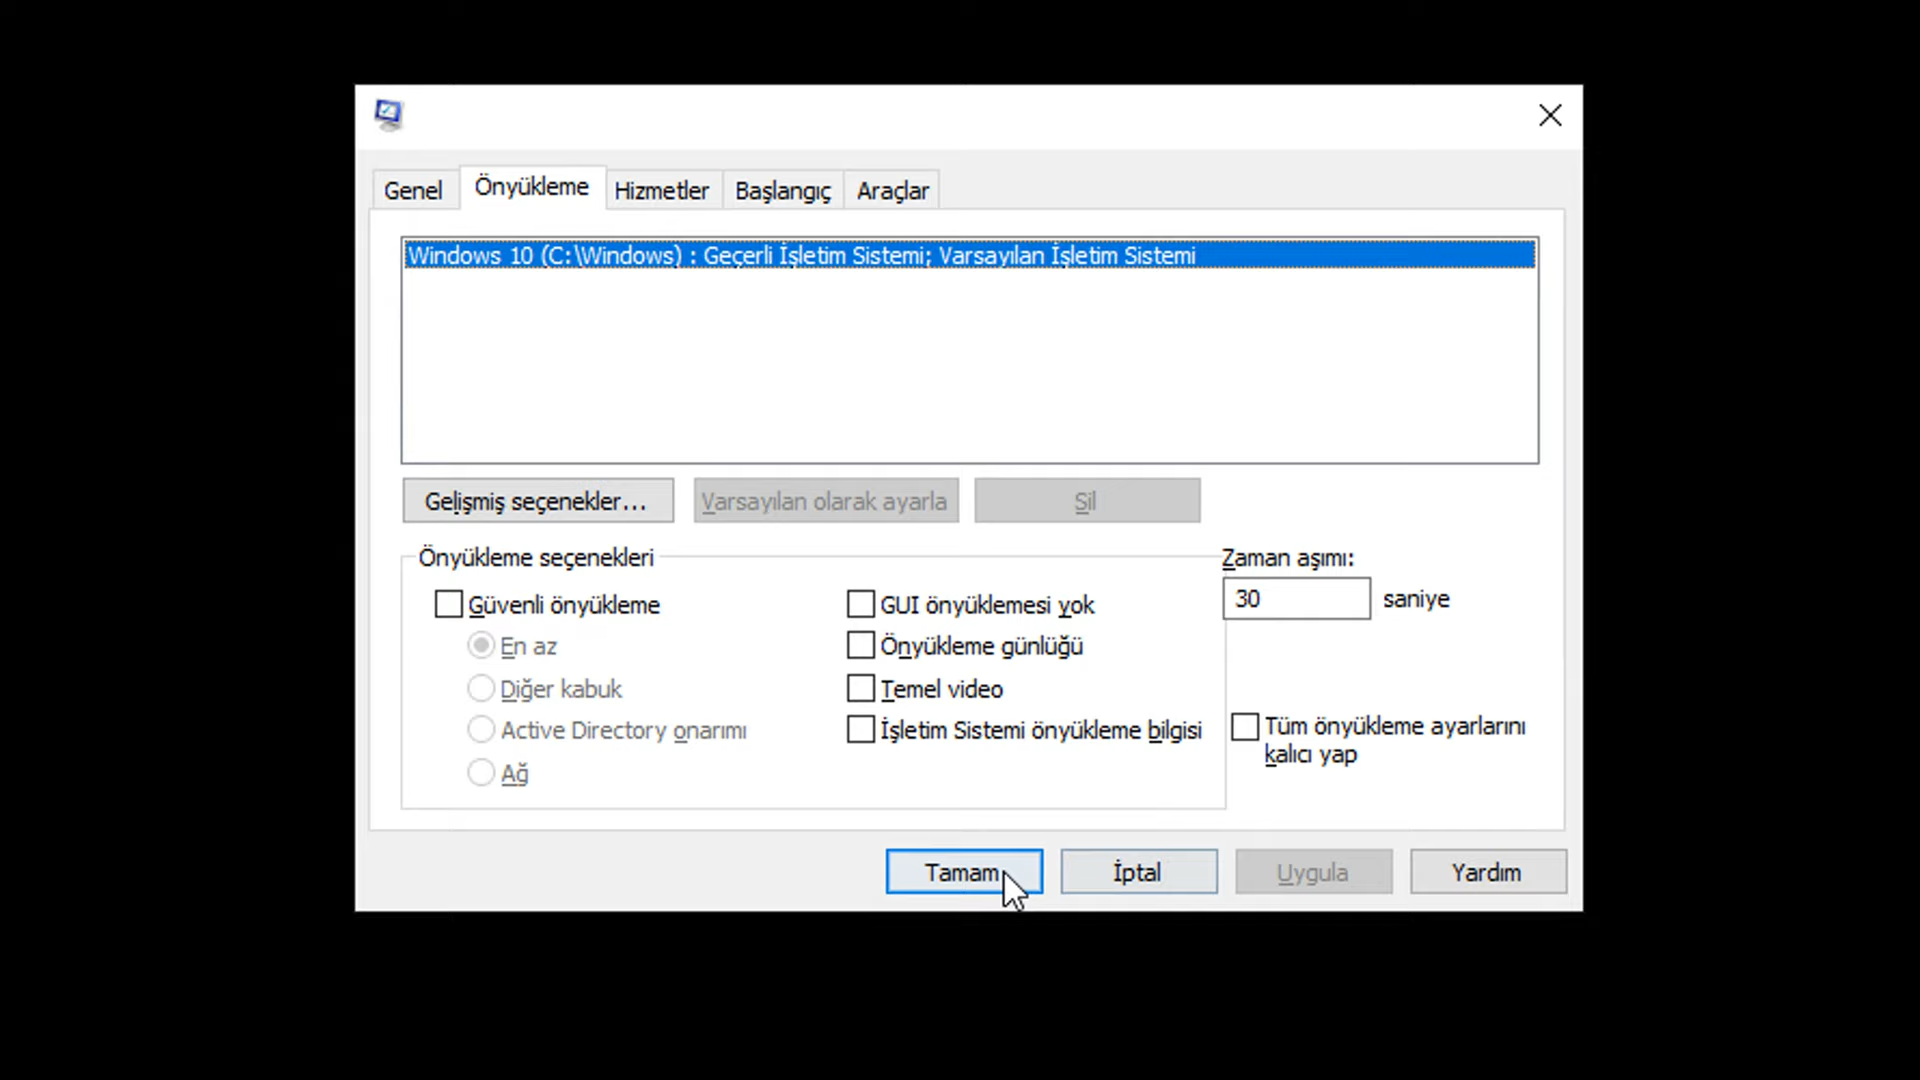 Genel Önyükleme Hizmetler Başlangıç Araçlar
Windows 10 (C:\Windows) : Geçerli İşletim Sistemi; Varsayılan İşletim Sistemi
Gelişmiş seçenekler... Varsayılan olarak ayarla Sil
Önyükleme seçenekleri
Güvenli önyükleme
En az
Diğer kabuk
Active Directory onarımı
Ağ
GUI önyüklemesi yok
Önyükleme günlüğü
Temel video
İşletim Sistemi önyükleme bilgisi
Zaman aşımı:
30 saniye
Tüm önyükleme ayarlarını
kalıcı yap
Tamam İptal Uygula Yardım